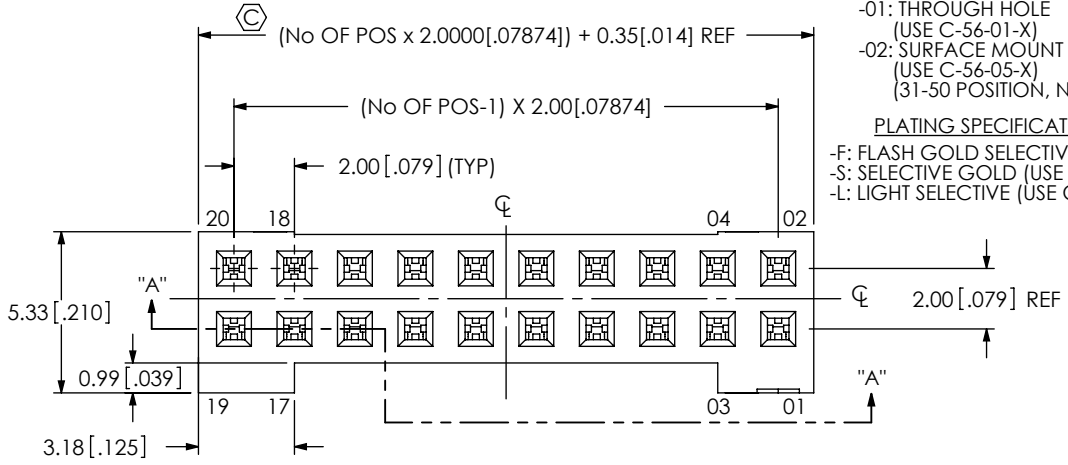 C
(No OF POS x 2.0000[.07874]) + 0.35[.014] REF
(No OF POS-1) X 2.00[.07874]
2.00[.079](TYP)
-01: THROUGH HOLE
(USE C-56-01-X)
-02: SURFACE MOUNT
(USE C-56-05-X)
(31-50 POSITION,
PLATING
-F: FLASH GOLD
-S: SELECTIVE GOLD (USE
-L: LIGHT SELECTIVE (USE
℄
20 18 04 02
"A"
5.33[.210]
℄
2.00[.079] REF
0.99[.039]
"A"
19 17 03 01
3.18[.125]